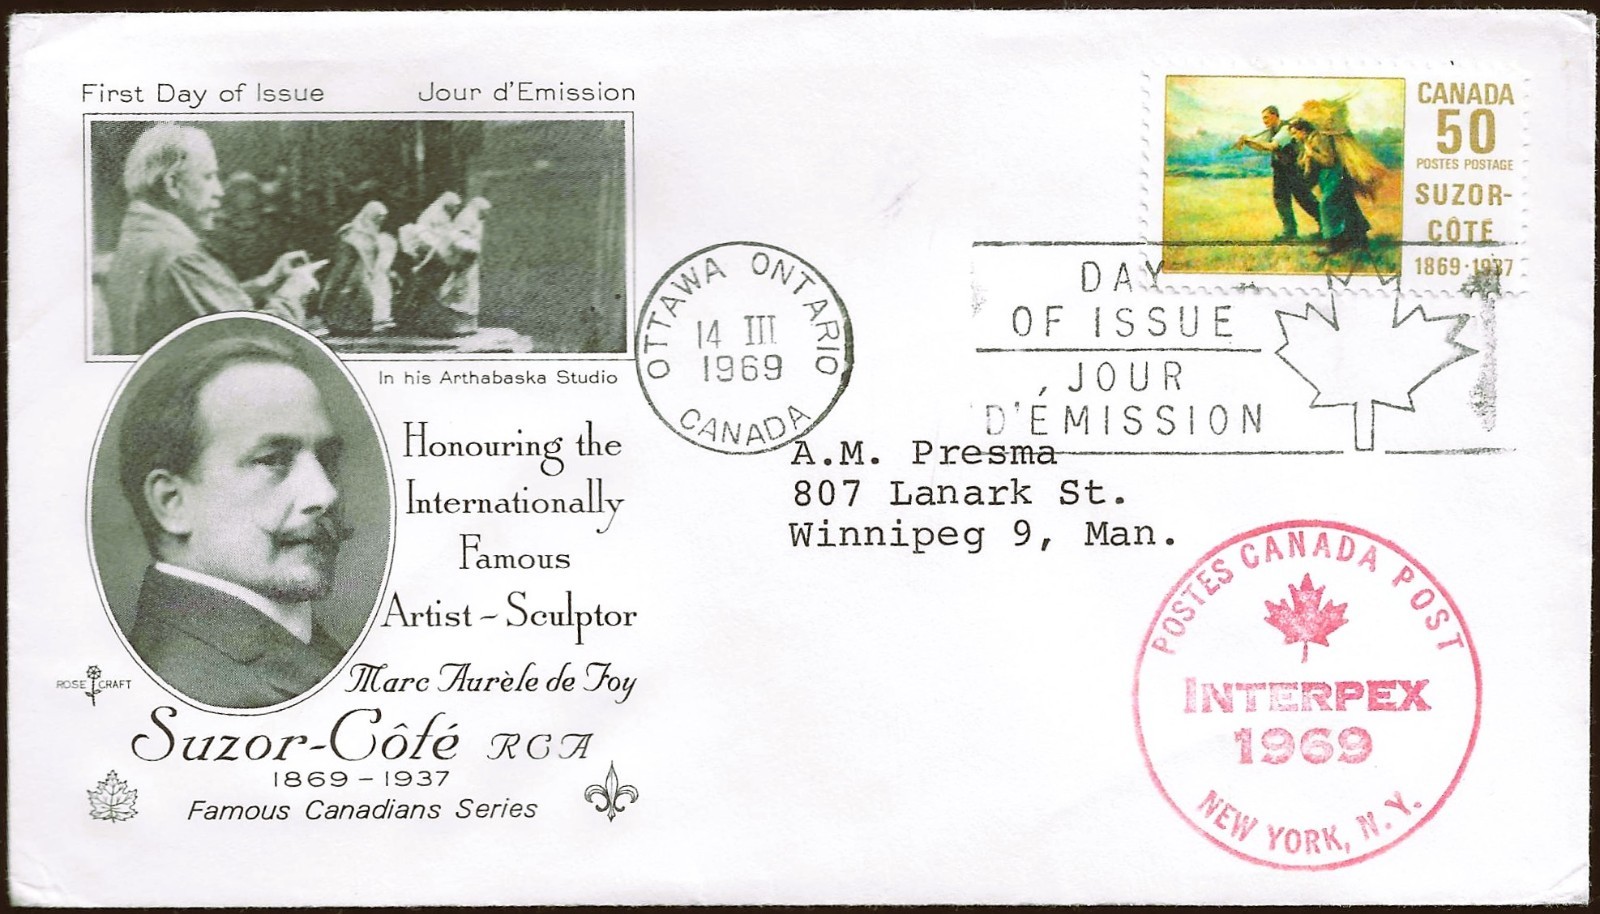 First Day of Issue Jour d'Emission
In his Arthabaska Studio
Honouring the
Internationally
Famous
Artist – Sculptor
Marc Aurèle de Foy
Suzor-Côté RCA
1869 – 1937
Famous Canadians Series
ROSE CRAFT
OTTAWA ONTARIO
14 III
1969
CANADA
CANADA
50
POSTES POSTAGE
SUZOR-
CÔTÉ
1869·1937
DAY
OF ISSUE
JOUR
D'ÉMISSION
A.M. Presma
807 Lanark St.
Winnipeg 9, Man.
POSTES CANADA POST
INTERPEX
1969
NEW YORK, N.Y.